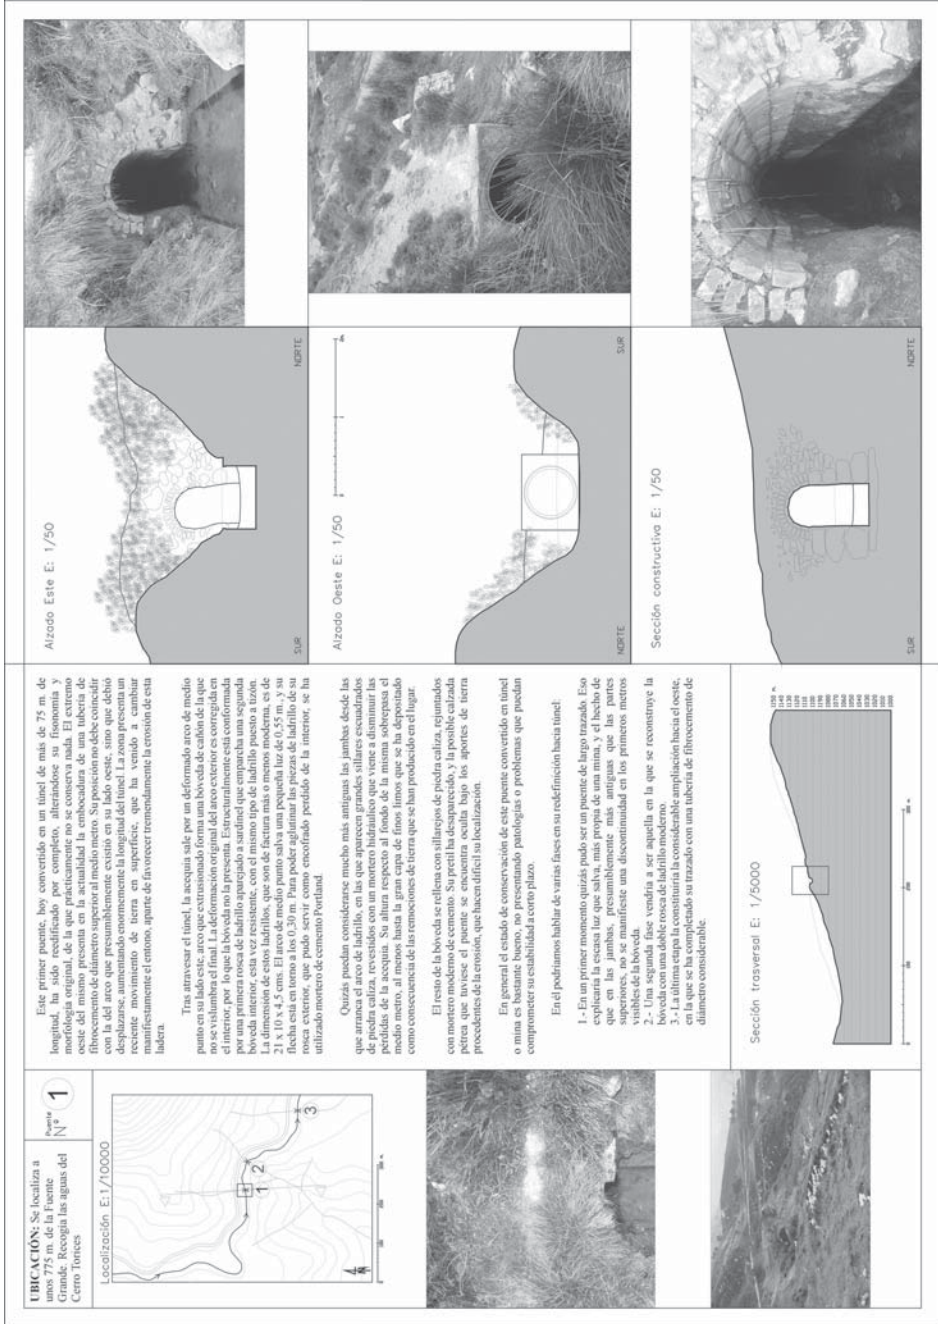 UBICACIÓN: Se localiza a
unos 775 m. de la Fuente
Grande. Recogía las aguas del
Cerro Torices
Puente
Nº 1
Localización E:1/10000
1
2
3
Este primer puente, hoy convertido en un túnel de más de 75 m. de
longitud, ha sido reedificado por completo, alterándose su fisonomía y
morfología original, de la que prácticamente no se conserva nada. El extremo
oeste del mismo presenta en la actualidad la embocadura de una tubería de
fibrocemento de diámetro superior al medio metro. Su posición no debe coincidir
con la del arco que presumiblemente existió en su lado oeste, sino que debió
desplazarse, aumentando enormemente la longitud del túnel. La zona presenta un
reciente movimiento de tierra en superficie, que ha venido a cambiar
manifiestamente el entono, aparte de favorecer tremendamente la erosión de esta
ladera.
Tras atravesar el túnel, la acequia sale por un deformado arco de medio
punto en su lado este, arco que extrusionado forma una bóveda de cañón de la que
no se vislumbra el final. La deformación original del arco exterior es corregida en
el interior, por lo que la bóveda no la presenta. Estructuralmente está conformada
por una primera rosca de ladrillo aparejado a sardinel que empancha una segunda
bóveda interior, esta vez resistente, con el mismo tipo de ladrillo puesto a tizón.
La dimensión de estos ladrillos, que son de factura más o menos moderna, es de
21 x 10 x 4,5 cms. El arco de medio punto salva una pequeña luz de 0,55 m., y su
flecha está en torno a los 0,30 m. Para poder aglutinar las piezas de ladrillo de su
rosca exterior, que pudo servir como encofrado perdido de la interior, se ha
utilizado mortero de cemento Portland.
Quizás puedan considerarse mucho más antiguas las jambas desde las
que arranca el arco de ladrillo, en las que aparecen grandes sillares escuadrados
de piedra caliza, revestidos con un mortero hidráulico que viene a disminuir las
pérdidas de la acequia. Su altura respecto al fondo de la misma sobrepasa el
medio metro, al menos hasta la gran capa de finos limos que se ha depositado
como consecuencia de las remociones de tierra que se han producido en el lugar.
El resto de la bóveda se rellena con sillarejos de piedra caliza, rejuntados
con mortero moderno de cemento. Su pretil ha desaparecido, y la posible calzada
pétrea que tuviese el puente se encuentra oculta bajo los aportes de tierra
procedentes de la erosión, que hacen difícil su localización.
En general el estado de conservación de este puente convertido en túnel
o mina es bastante bueno, no presentado patologías o problemas que puedan
comprometer su estabilidad a corto plazo.
En el podríamos hablar de varias fases en su redefinición hacia túnel:
1.- En un primer momento quizás pudo ser un puente de largo trazado. Eso
explicaría la escasa luz que salva, más propia de una mina, y el hecho de
que en las jambas, presumiblemente más antiguas que las partes
superiores, no se manifieste una discontinuidad en los primeros metros
visibles de la bóveda.
2.- Una segunda fase vendría a ser aquella en la que se reconstruye la
bóveda con una doble rosca de ladrillo moderno.
3.- La ultima etapa la constituiría la considerable ampliación hacia el oeste,
en la que se ha completado su trazado con una tubería de fibrocemento de
diámetro considerable.
Sección trasversal E: 1/5000
Alzado Este E: 1/50
SUR
NORTE
Alzado Oeste E: 1/50
NORTE
SUR
Sección constructiva E: 1/50
SUR
NORTE